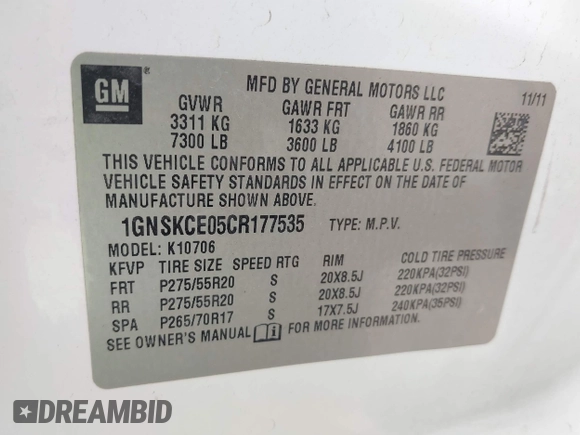 GM®
MFD BY GENERAL MOTORS LLC 11/11
GVWR GAWR FRT GAWR RR
3311 KG 1633 KG 1860 KG
7300 LB 3600 LB 4100 LB
THIS VEHICLE CONFORMS TO ALL APPLICABLE U.S. FEDERAL MOTOR
VEHICLE SAFETY STANDARDS IN EFFECT ON THE DATE OF
MANUFACTURE SHOWN ABOVE.
1GNSKCE05CR177535 TYPE: M.P.V.
MODEL: K10706
KFVP TIRE SIZE SPEED RTG RIM COLD TIRE PRESSURE
FRT P275/55R20 S 20X8.5J 220KPA(32PSI)
RR P275/55R20 S 20X8.5J 220KPA(32PSI)
SPA P265/70R17 S 17X7.5J 240KPA(35PSI)
SEE OWNER'S MANUAL i FOR MORE INFORMATION.
DREAMBID